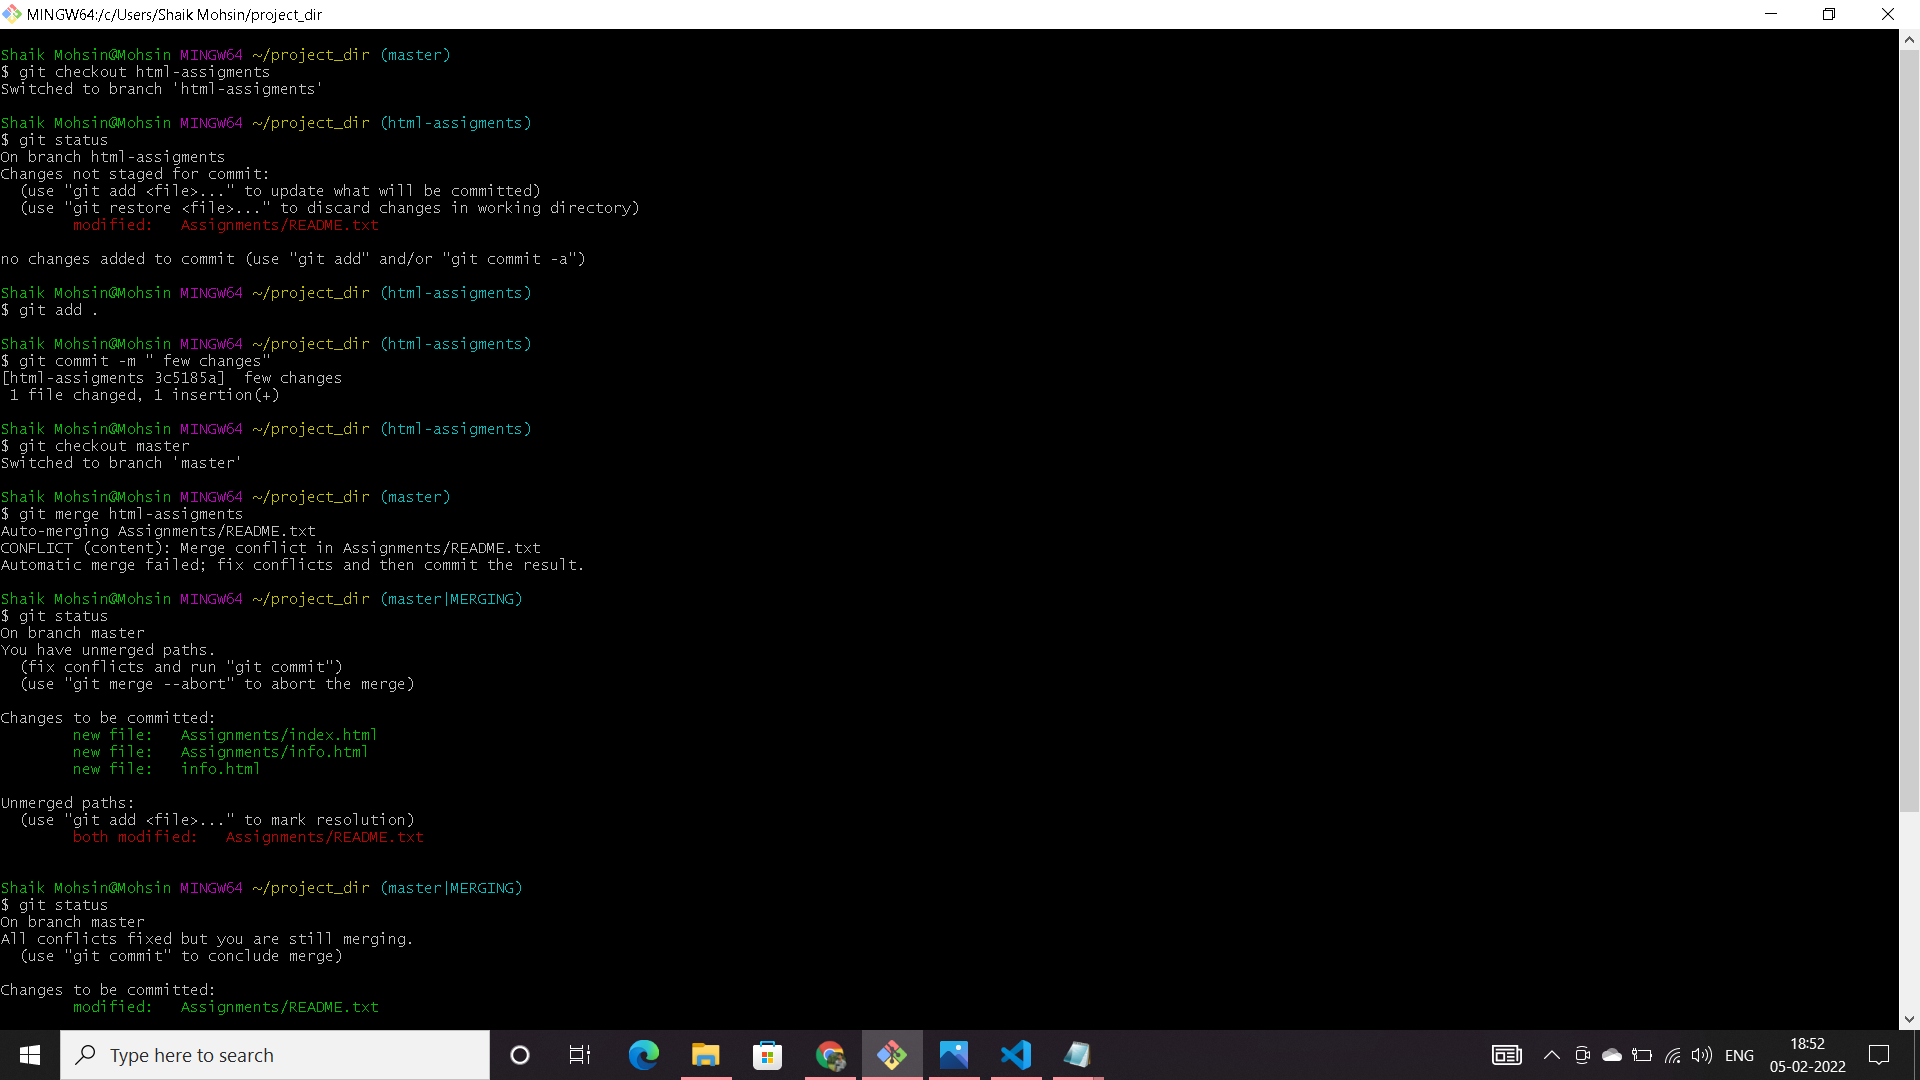 MINGW64:/c/Users/Shaik Mohsin/project_dir
Shaik Mohsin@Mohsin MINGW64 ~/project_dir (master)
$ git checkout html-assigments
Switched to branch 'html-assigments'
Shaik Mohsin@Mohsin MINGW64 ~/project_dir (html-assigments)
$ git status
On branch html-assigments
Changes not staged for commit:
  (use "git add <file>..." to update what will be committed)
  (use "git restore <file>..." to discard changes in working directory)
        modified:   Assignments/README.txt
no changes added to commit (use "git add" and/or "git commit -a")
Shaik Mohsin@Mohsin MINGW64 ~/project_dir (html-assigments)
$ git add .
Shaik Mohsin@Mohsin MINGW64 ~/project_dir (html-assigments)
$ git commit -m " few changes"
[html-assigments 3c5185a]  few changes
 1 file changed, 1 insertion(+)
Shaik Mohsin@Mohsin MINGW64 ~/project_dir (html-assigments)
$ git checkout master
Switched to branch 'master'
Shaik Mohsin@Mohsin MINGW64 ~/project_dir (master)
$ git merge html-assigments
Auto-merging Assignments/README.txt
CONFLICT (content): Merge conflict in Assignments/README.txt
Automatic merge failed; fix conflicts and then commit the result.
Shaik Mohsin@Mohsin MINGW64 ~/project_dir (master|MERGING)
$ git status
On branch master
You have unmerged paths.
  (fix conflicts and run "git commit")
  (use "git merge --abort" to abort the merge)
Changes to be committed:
        new file:   Assignments/index.html
        new file:   Assignments/info.html
        new file:   info.html
Unmerged paths:
  (use "git add <file>..." to mark resolution)
        both modified:   Assignments/README.txt
Shaik Mohsin@Mohsin MINGW64 ~/project_dir (master|MERGING)
$ git status
On branch master
All conflicts fixed but you are still merging.
  (use "git commit" to conclude merge)
Changes to be committed:
        modified:   Assignments/README.txt
Type here to search
ENG
18:52
05-02-2022